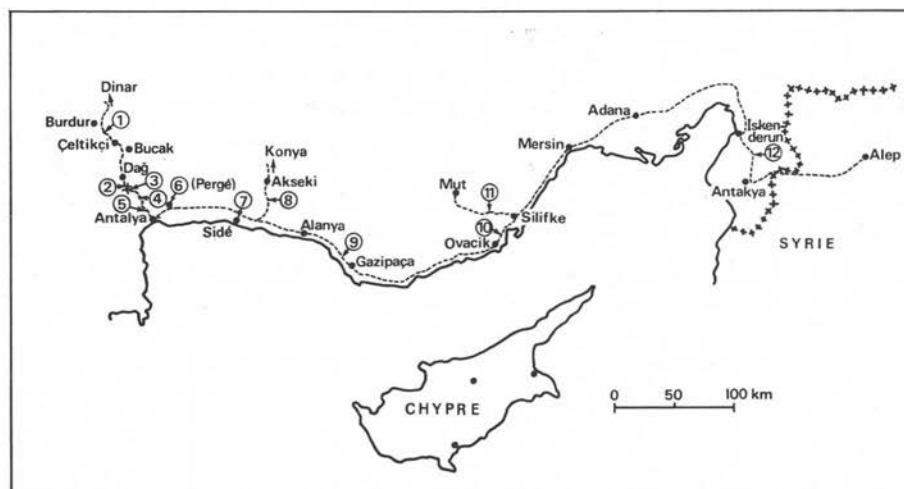 Dinar
Burdur
①
Çeltikçi
Bucak
Dağ
②
③
④
⑤
⑥ (Pergé)
Antalya
Konya
Akseki
⑦
⑧
Sidé
Alanya
⑨
Gazipaça
Mut
⑪
Silifke
⑩
Ovacik
Mersin
Adana
Isken-
derun
⑫
Alep
Antakya
SYRIE
CHYPRE
0 50 100 km